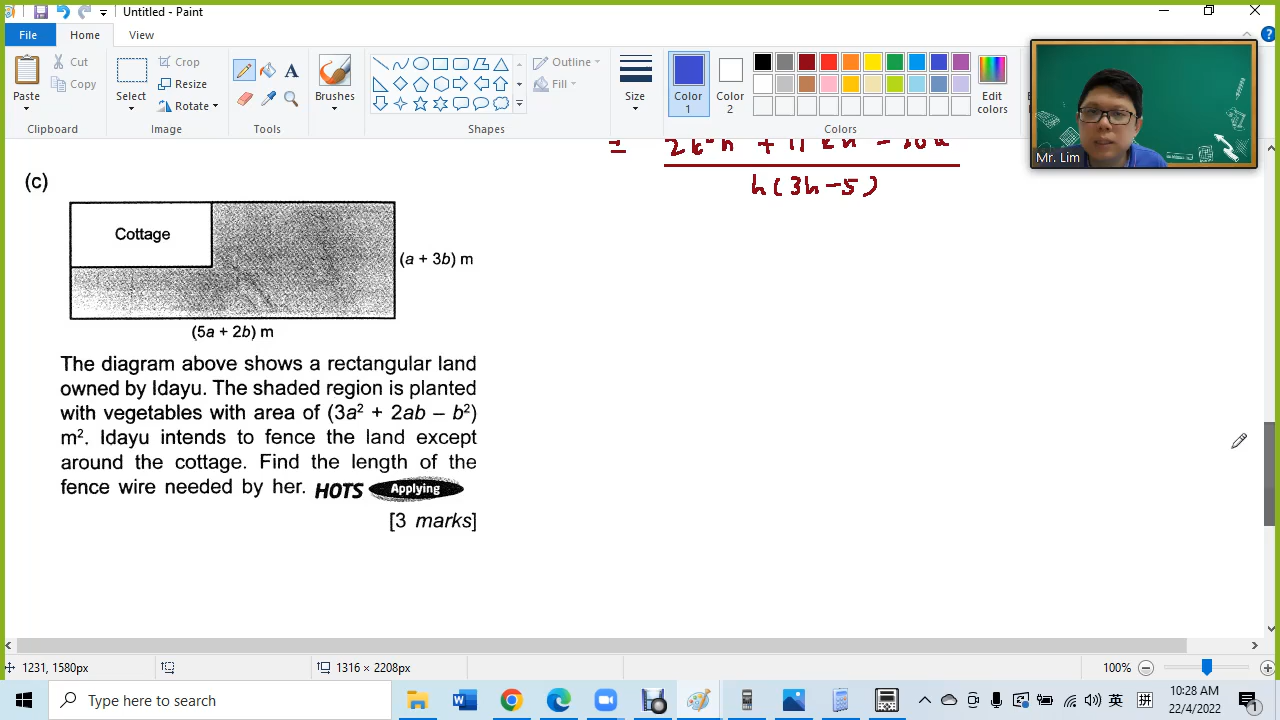 Untitled - Paint
File
Home
View
Paste
Cut
Copy
Clipboard
Select
Crop
Resize
Rotate
Image
A
Tools
Brushes
Shapes
Outline
Fill
Size
Color 1
Color 2
Edit colors
Colors
Mr. Lim
=
h(3h-5)
(c)
Cottage
(a + 3b) m
(5a + 2b) m
The diagram above shows a rectangular land
owned by Idayu. The shaded region is planted
with vegetables with area of (3a² + 2ab – b²)
m². Idayu intends to fence the land except
around the cottage. Find the length of the
fence wire needed by her. HOTS Applying
[3 marks]
1231, 1580px
1316 × 2208px
100%
Type here to search
英
拼
10:28 AM
22/4/2022
1